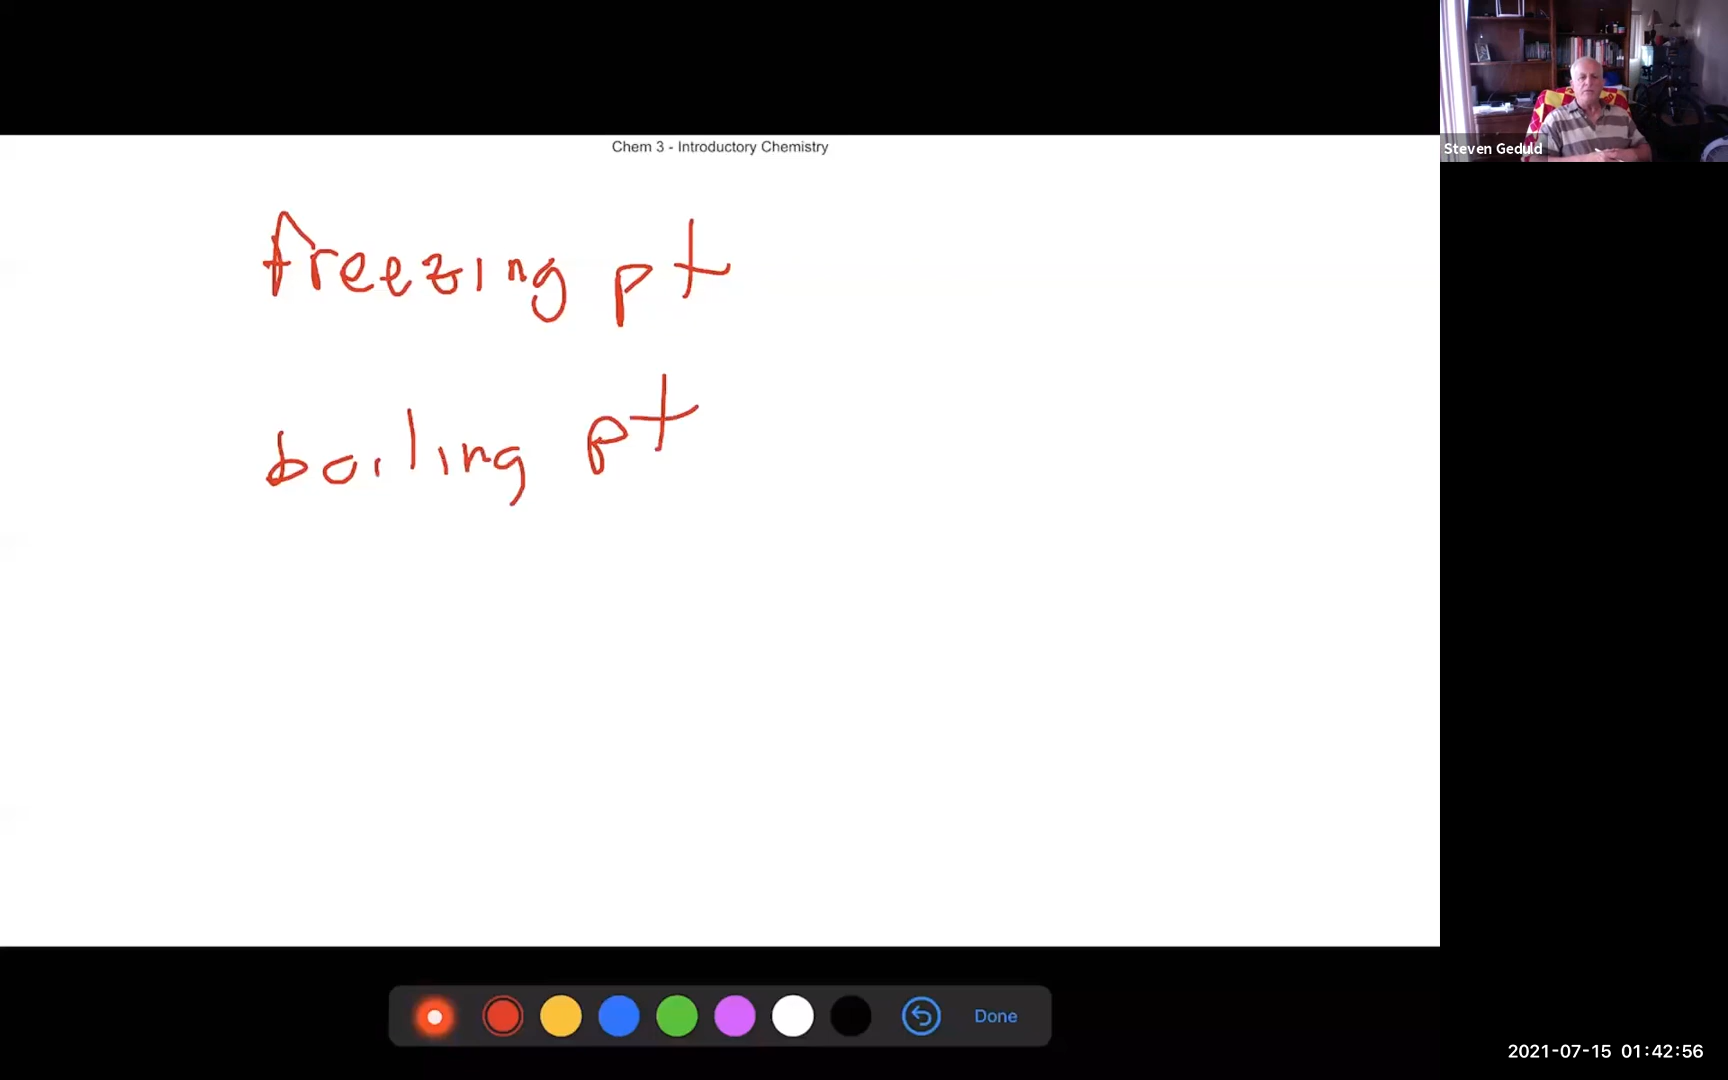 Chem 3 - Introductory Chemistry
Steven Geduld
freezing pt
boiling pt
Done
2021-07-15 01:42:56